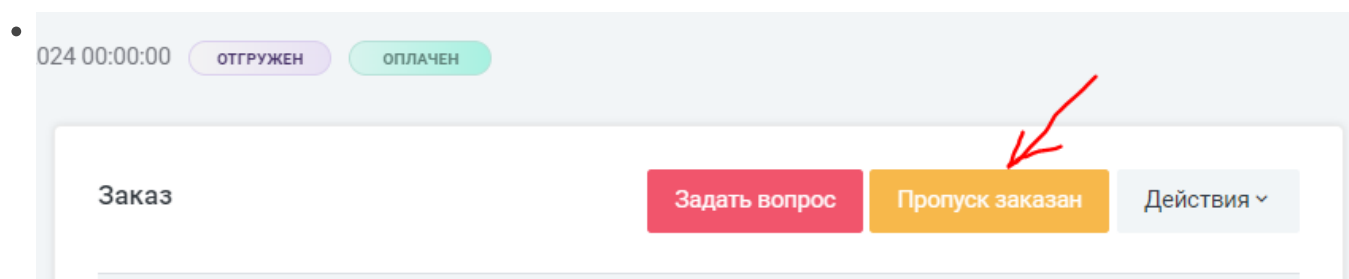 024 00:00:00 ОТГРУЖЕН ОПЛАЧЕН
Заказ Задать вопрос Пропуск заказан Действия